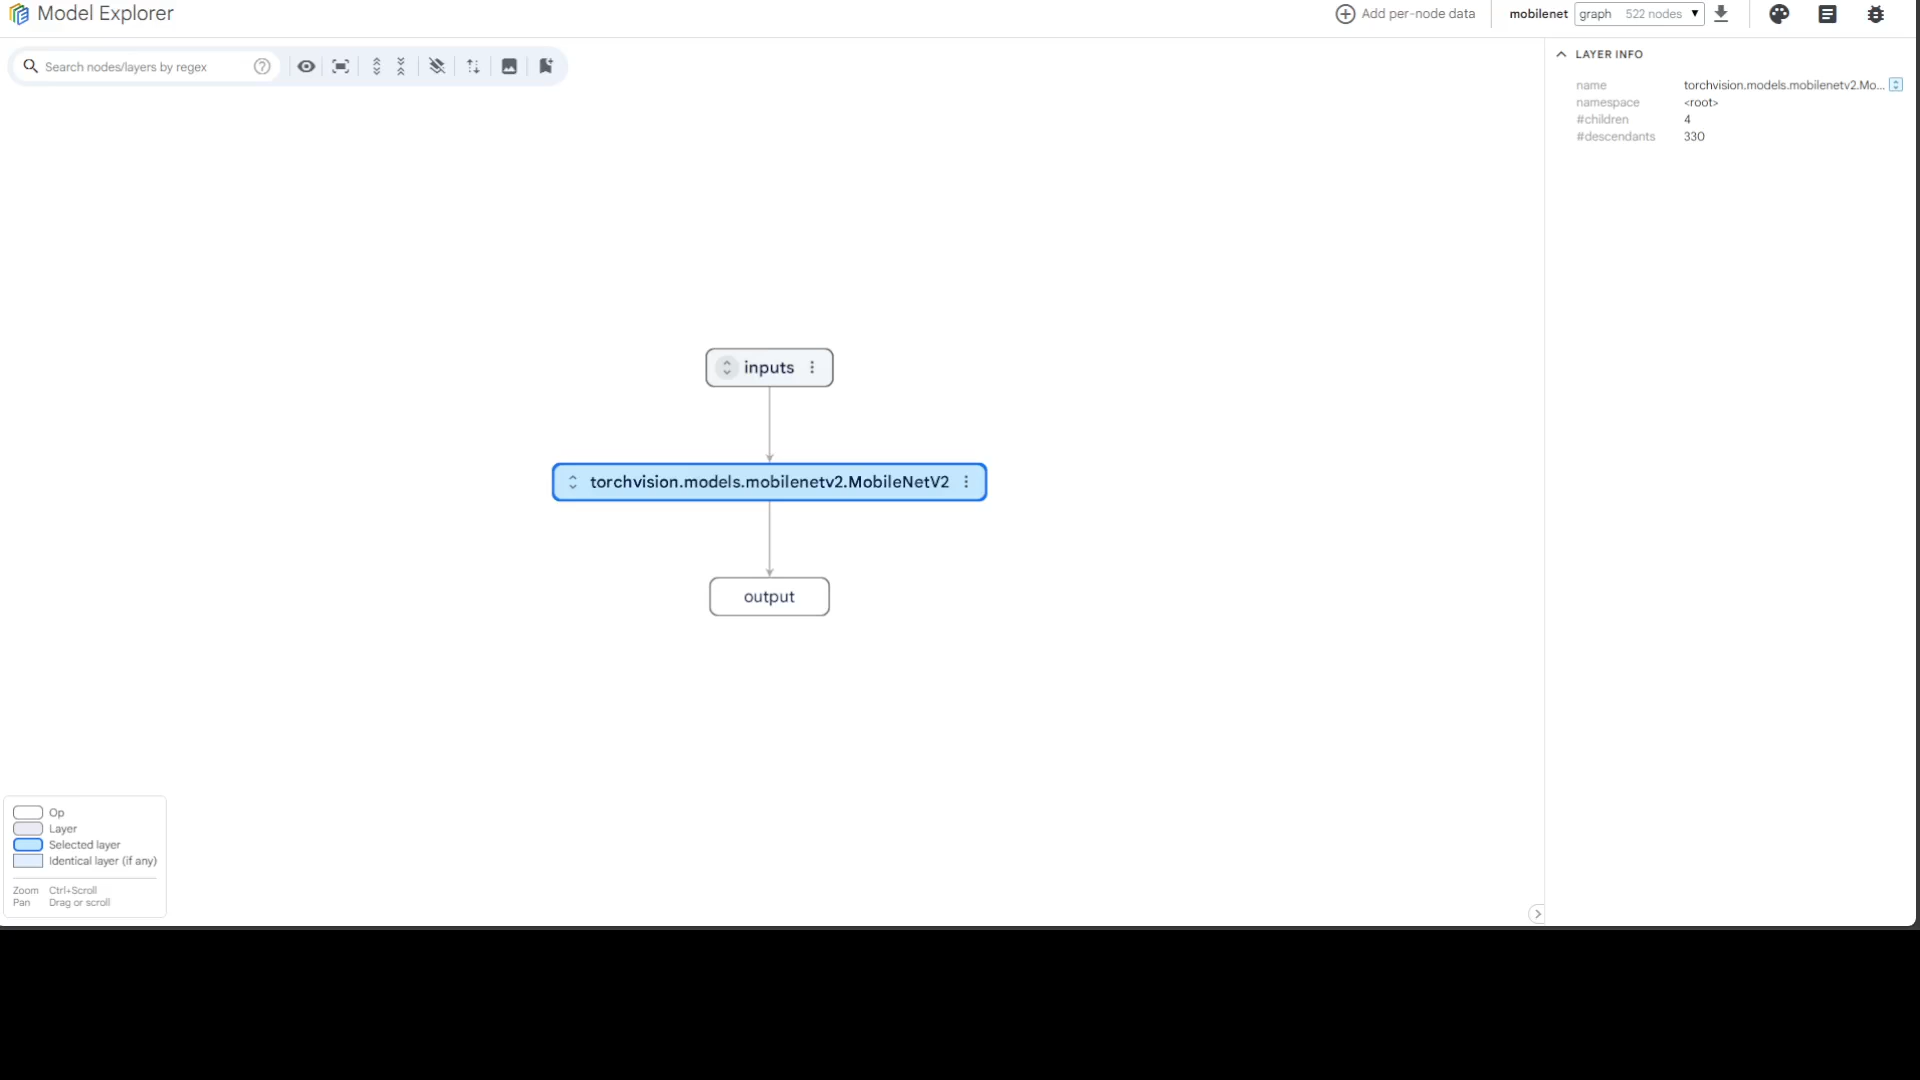 Model Explorer
Add per-node data
mobilenet
graph 522 nodes
Search nodes/layers by regex
LAYER INFO
name torchvision.models.mobilenetv2.Mo...
namespace <root>
#children 4
#descendants 330
inputs
torchvision.models.mobilenetv2.MobileNetV2
output
Op
Layer
Selected layer
Identical layer (if any)
Zoom Ctrl+Scroll
Pan Drag or scroll